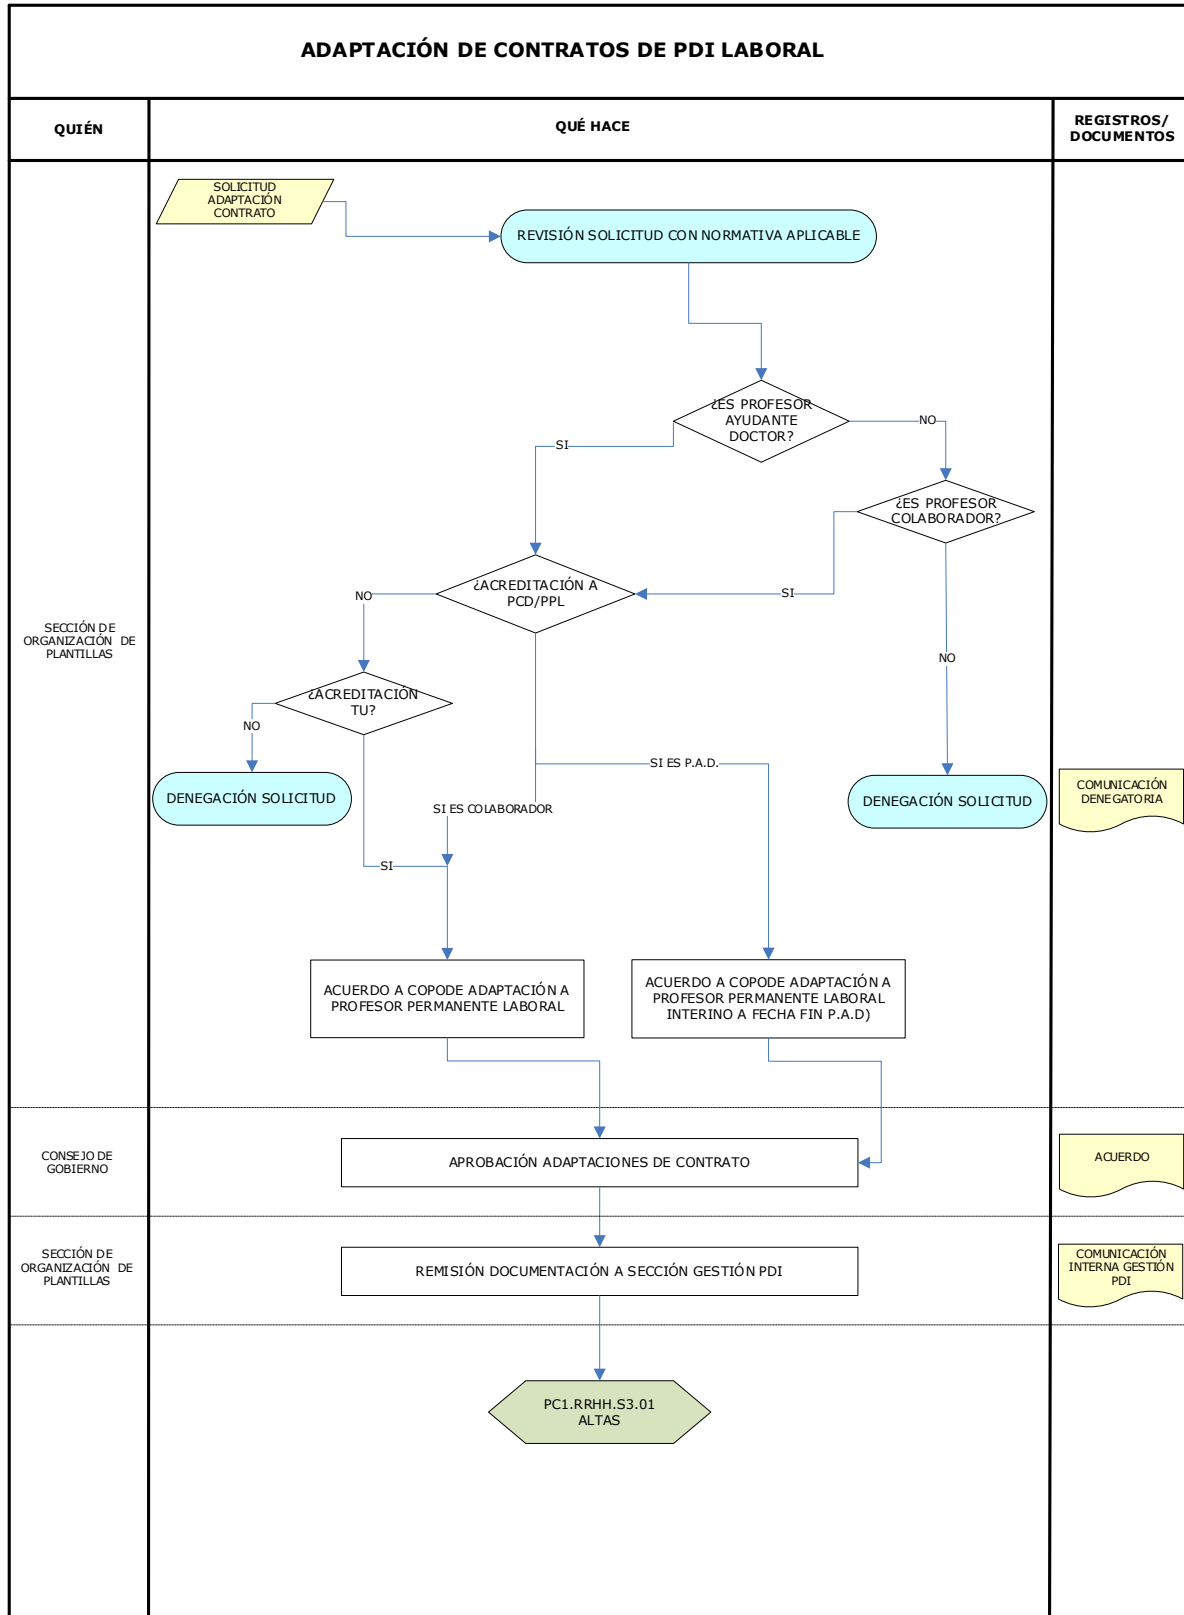 ADAPTACIÓN DE CONTRATOS DE PDI LABORAL
QUIÉN
QUÉ HACE
REGISTROS/
DOCUMENTOS
SOLICITUD
ADAPTACIÓN
CONTRATO
REVISIÓN SOLICITUD CON NORMATIVA APLICABLE
¿ES PROFESOR
AYUDANTE
DOCTOR?
NO
SI
¿ES PROFESOR
COLABORADOR?
¿ACREDITACIÓN A
PCD/PPL
SI
NO
SECCIÓN DE
ORGANIZACIÓN DE
PLANTILLAS
NO
¿ACREDITACIÓN
TU?
NO
SI ES P.A.D.
DENEGACIÓN SOLICITUD
SI ES COLABORADOR
DENEGACIÓN SOLICITUD
COMUNICACIÓN
DENEGATORIA
SI
ACUERDO A COPODE ADAPTACIÓN A
PROFESOR PERMANENTE LABORAL
ACUERDO A COPODE ADAPTACIÓN A
PROFESOR PERMANENTE LABORAL
INTERINO A FECHA FIN P.A.D)
CONSEJO DE
GOBIERNO
APROBACIÓN ADAPTACIONES DE CONTRATO
ACUERDO
SECCIÓN DE
ORGANIZACIÓN DE
PLANTILLAS
REMISIÓN DOCUMENTACIÓN A SECCIÓN GESTIÓN PDI
COMUNICACIÓN
INTERNA GESTIÓN
PDI
PC1.RRHH.S3.01
ALTAS